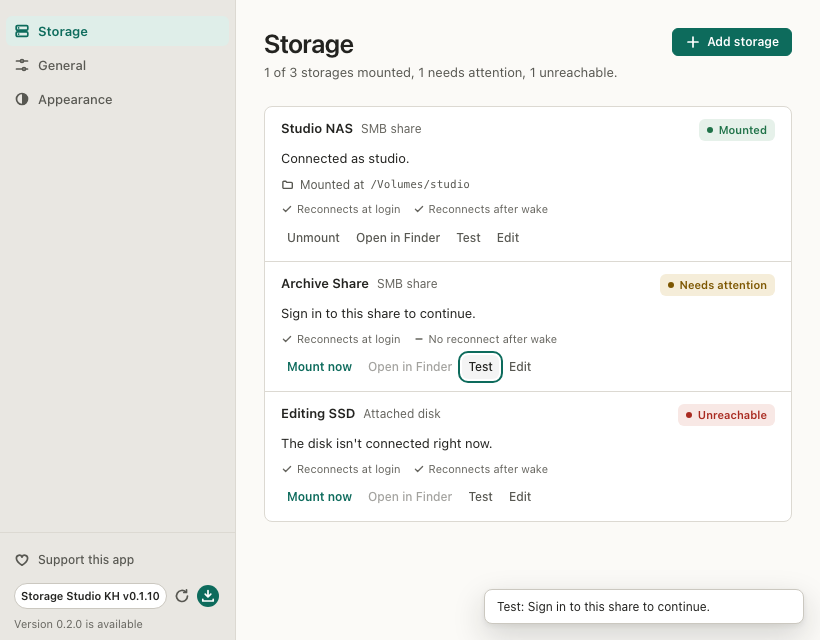 Storage
General
Appearance
Support this app
Storage Studio KH v0.1.10
Version 0.2.0 is available
Storage
Add storage
1 of 3 storages mounted, 1 needs attention, 1 unreachable.
Studio NAS SMB share
Mounted
Connected as studio.
Mounted at /Volumes/studio
Reconnects at login Reconnects after wake
Unmount Open in Finder Test Edit
Archive Share SMB share
Needs attention
Sign in to this share to continue.
Reconnects at login No reconnect after wake
Mount now Open in Finder Test Edit
Editing SSD Attached disk
Unreachable
The disk isn't connected right now.
Reconnects at login Reconnects after wake
Mount now Open in Finder Test Edit
Test: Sign in to this share to continue.